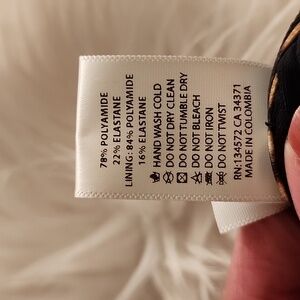 78% POLYAMIDE
22% ELASTANE
LINING: 84% POLYAMIDE
16% ELASTANE
HAND WASH COLD
DO NOT DRY CLEAN
DO NOT TUMBLE DRY
DO NOT BLEACH
DO NOT IRON
DO NOT TWIST
RN:134572 CA 34371
MADE IN COLOMBIA